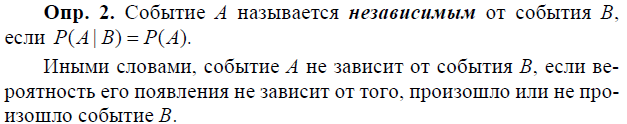 Опр. 2. Событие A называется независимым от события B,
если P(A | B) = P(A).
Иными словами, событие A не зависит от события B, если ве-
роятность его появления не зависит от того, произошло или не про-
изошло событие B.